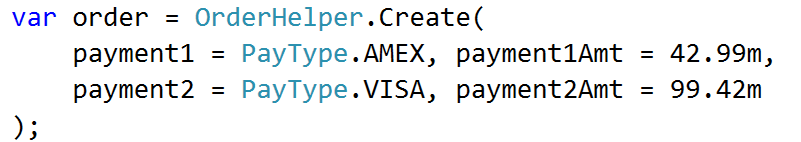 var order = OrderHelper.Create(
    payment1 = PayType.AMEX, payment1Amt = 42.99m,
    payment2 = PayType.VISA, payment2Amt = 99.42m
);